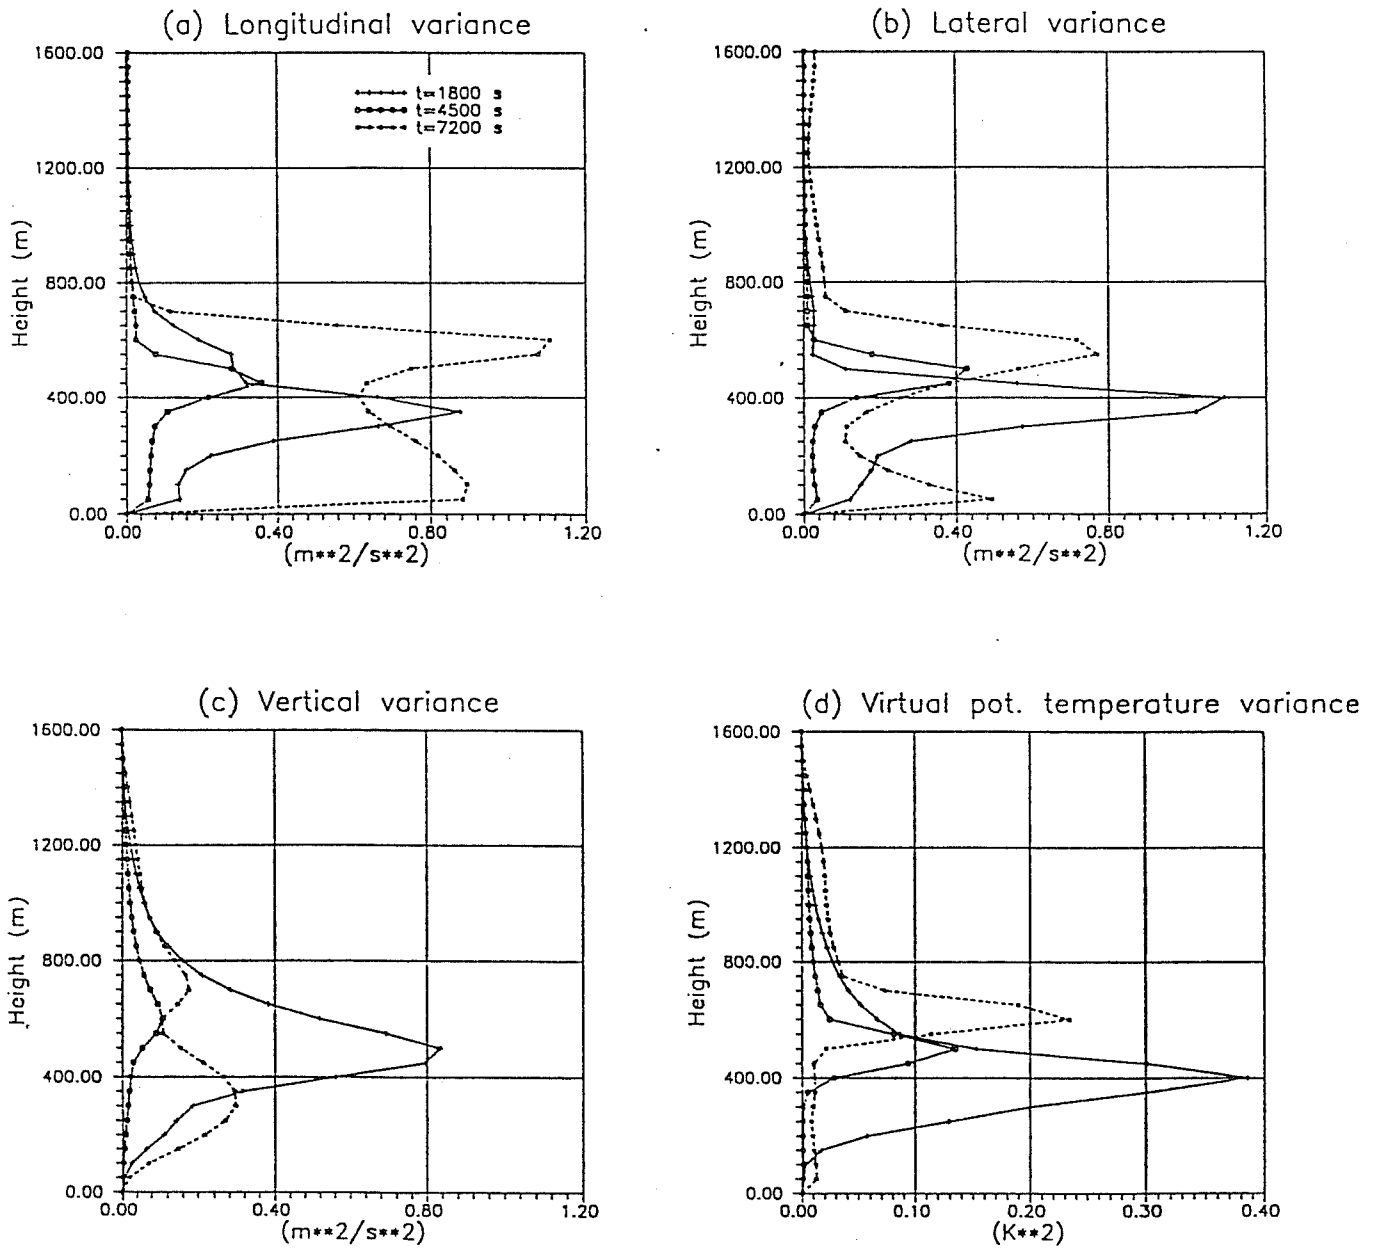 (a) Longitudinal variance
1600.00
1200.00
800.00
400.00
0.00
Height (m)
t=1800 s
t=4500 s
t=7200 s
0.00 0.40 0.80 1.20
(m**2/s**2)
(b) Lateral variance
1600.00
1200.00
800.00
400.00
0.00
Height (m)
0.00 0.40 0.80 1.20
(m**2/s**2)
(c) Vertical variance
1600.00
1200.00
800.00
400.00
0.00
Height (m)
0.00 0.40 0.80 1.20
(m**2/s**2)
(d) Virtual pot. temperature variance
1600.00
1200.00
800.00
400.00
0.00
Height (m)
0.00 0.10 0.20 0.30 0.40
(K**2)